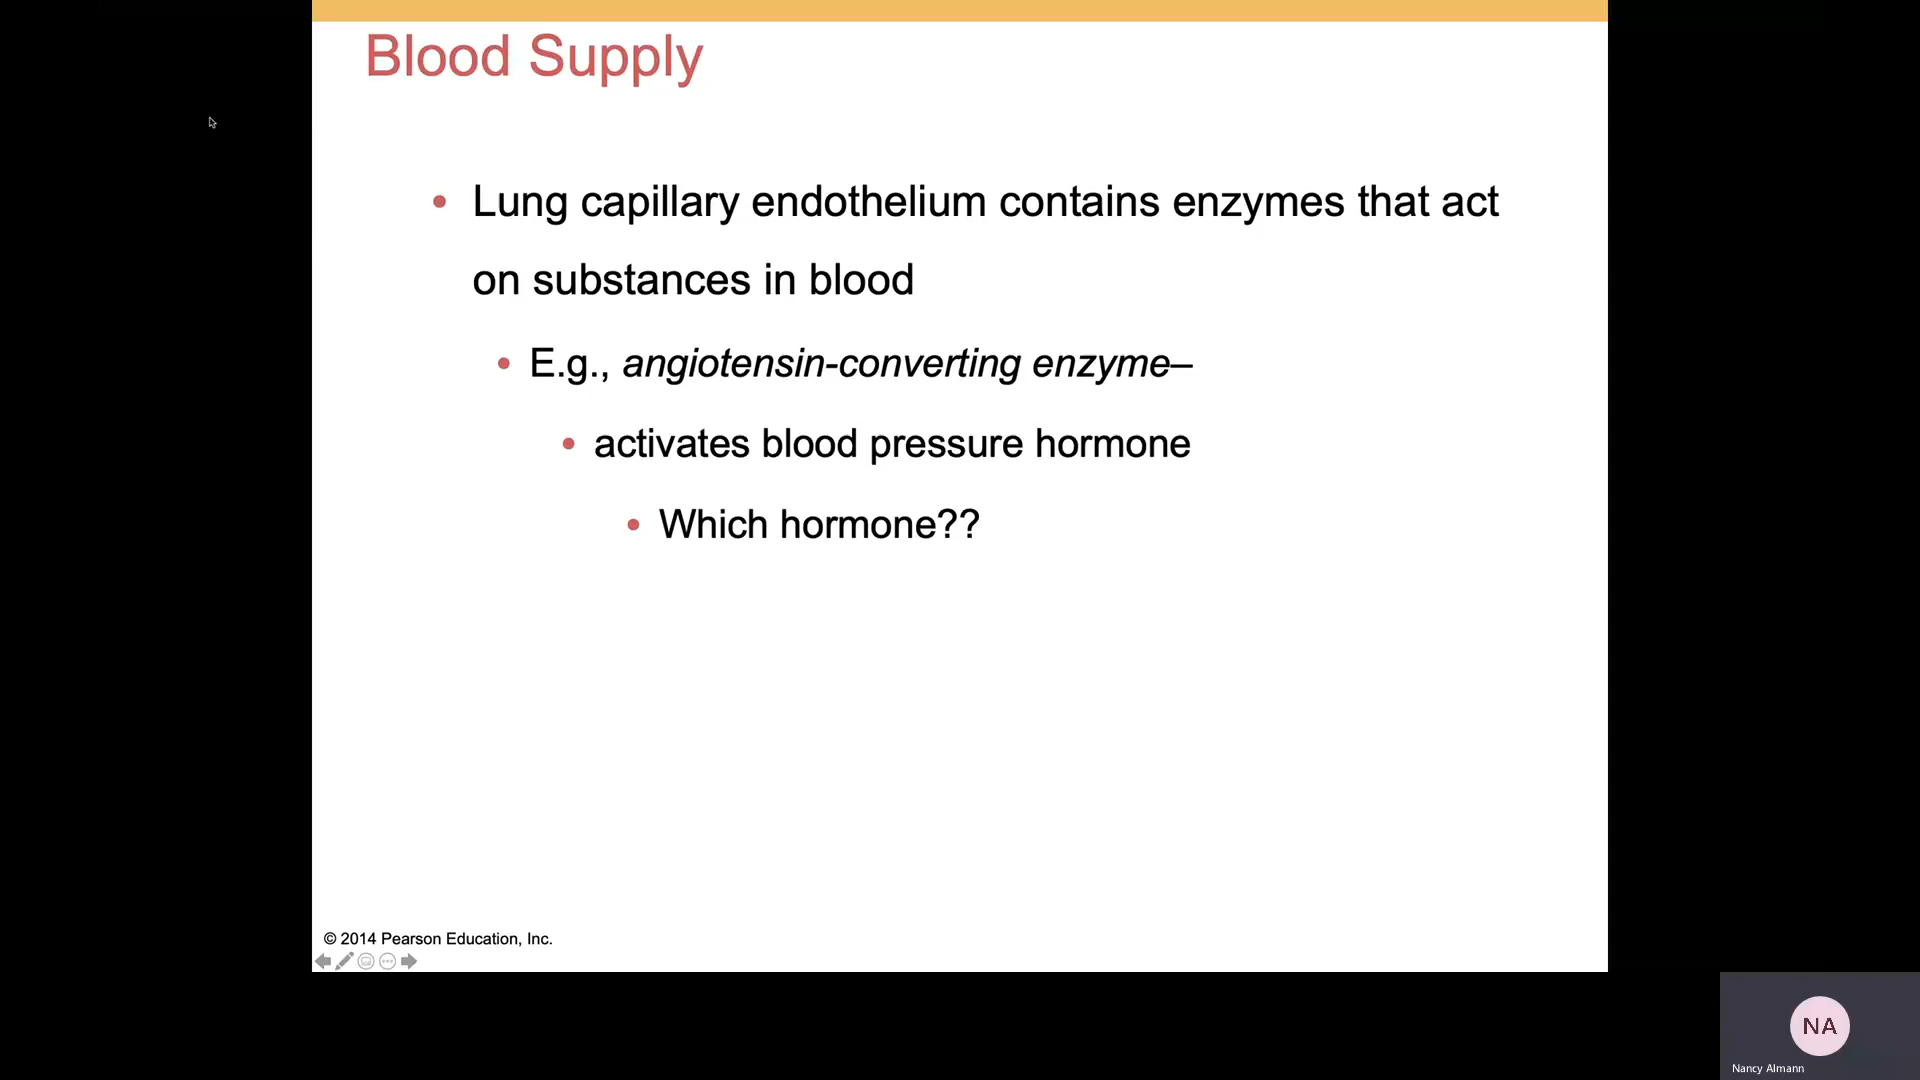 Blood Supply
• Lung capillary endothelium contains enzymes that act
on substances in blood
• E.g., angiotensin-converting enzyme–
• activates blood pressure hormone
• Which hormone??
© 2014 Pearson Education, Inc.
NA
Nancy Almann